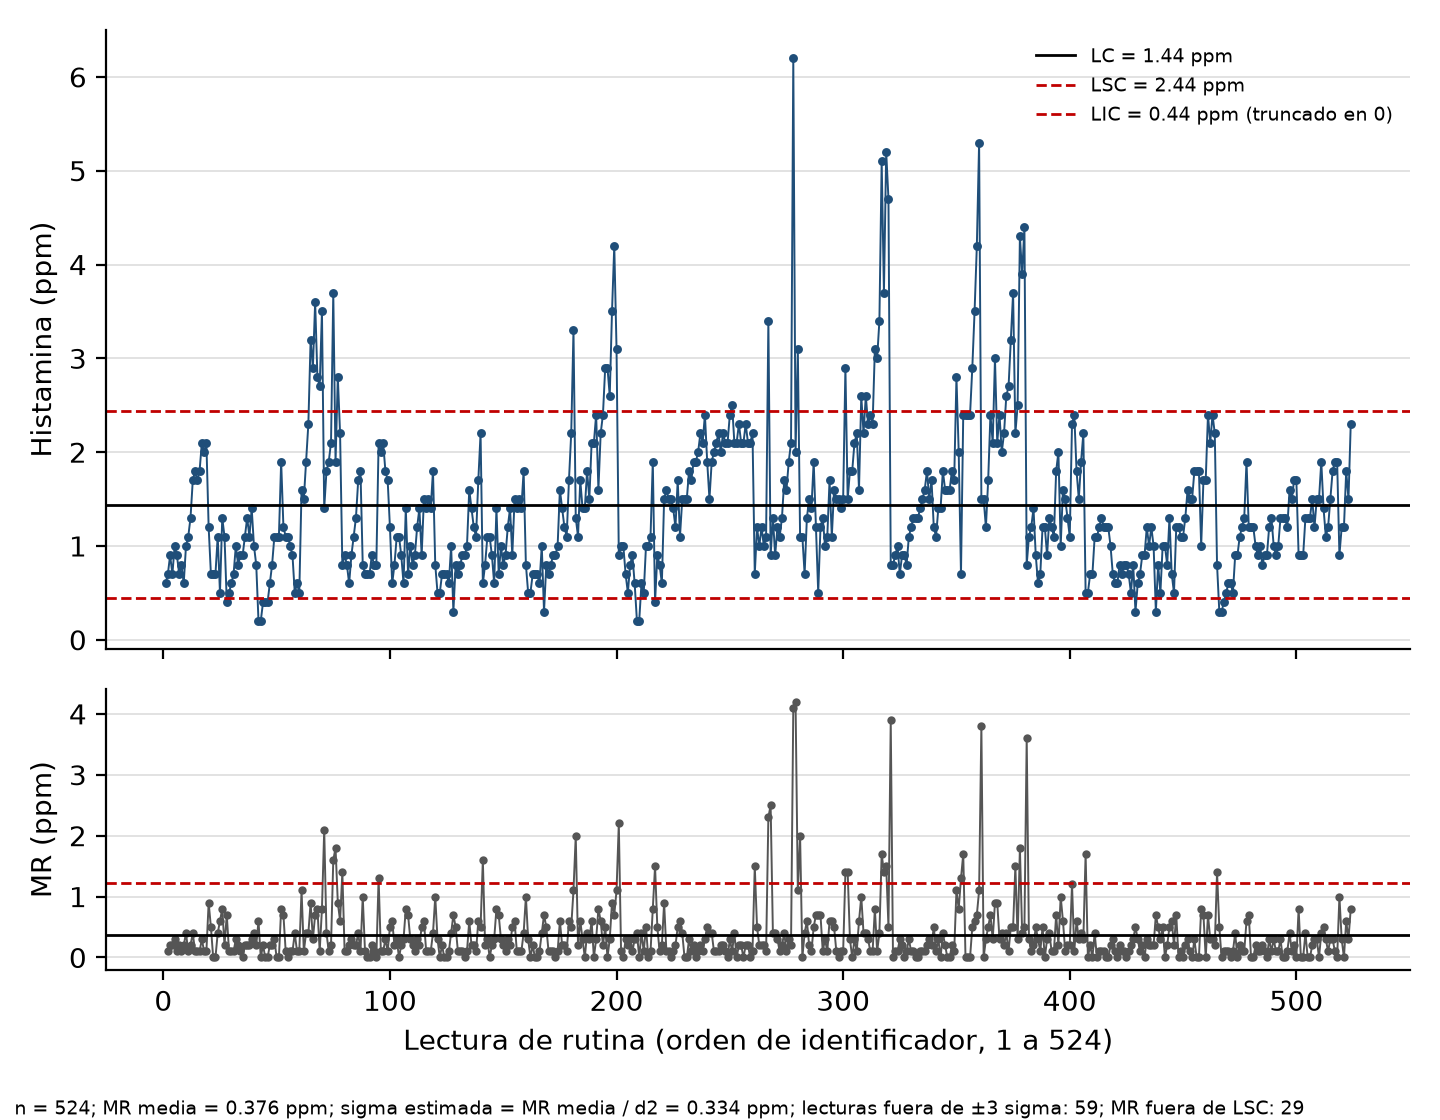 LC = 1.44 ppm
LSC = 2.44 ppm
LIC = 0.44 ppm (truncado en 0)
Histamina (ppm)
6
5
4
3
2
1
0
MR (ppm)
4
3
2
1
0
0 100 200 300 400 500
Lectura de rutina (orden de identificador, 1 a 524)
n = 524; MR media = 0.376 ppm; sigma estimada = MR media / d2 = 0.334 ppm; lecturas fuera de ±3 sigma: 59; MR fuera de LSC: 29